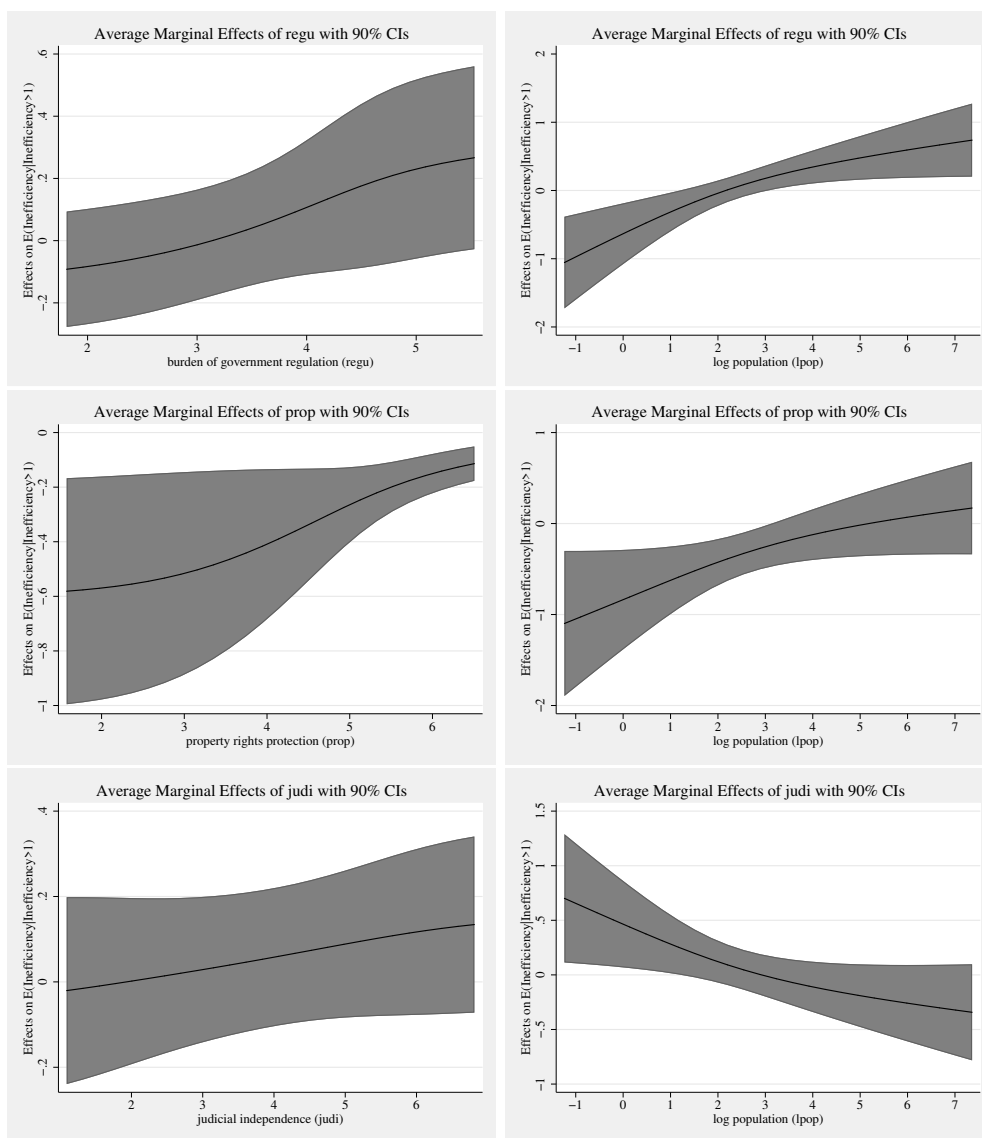 Average Marginal Effects of regu with 90% CIs
Effects on E(Inefficiency|Inefficiency>1)
.6
.4
.2
0
-.2
2 3 4 5
burden of government regulation (regu)
Average Marginal Effects of regu with 90% CIs
Effects on E(Inefficiency|Inefficiency>1)
2
1
0
-1
-2
-1 0 1 2 3 4 5 6 7
log population (lpop)
Average Marginal Effects of prop with 90% CIs
Effects on E(Inefficiency|Inefficiency>1)
0
-.2
-.4
-.6
-.8
-1
2 3 4 5 6
property rights protection (prop)
Average Marginal Effects of prop with 90% CIs
Effects on E(Inefficiency|Inefficiency>1)
1
0
-1
-2
-1 0 1 2 3 4 5 6 7
log population (lpop)
Average Marginal Effects of judi with 90% CIs
Effects on E(Inefficiency|Inefficiency>1)
.4
.2
0
-.2
2 3 4 5 6
judicial independence (judi)
Average Marginal Effects of judi with 90% CIs
Effects on E(Inefficiency|Inefficiency>1)
1.5
1
.5
0
-.5
-1
-1 0 1 2 3 4 5 6 7
log population (lpop)